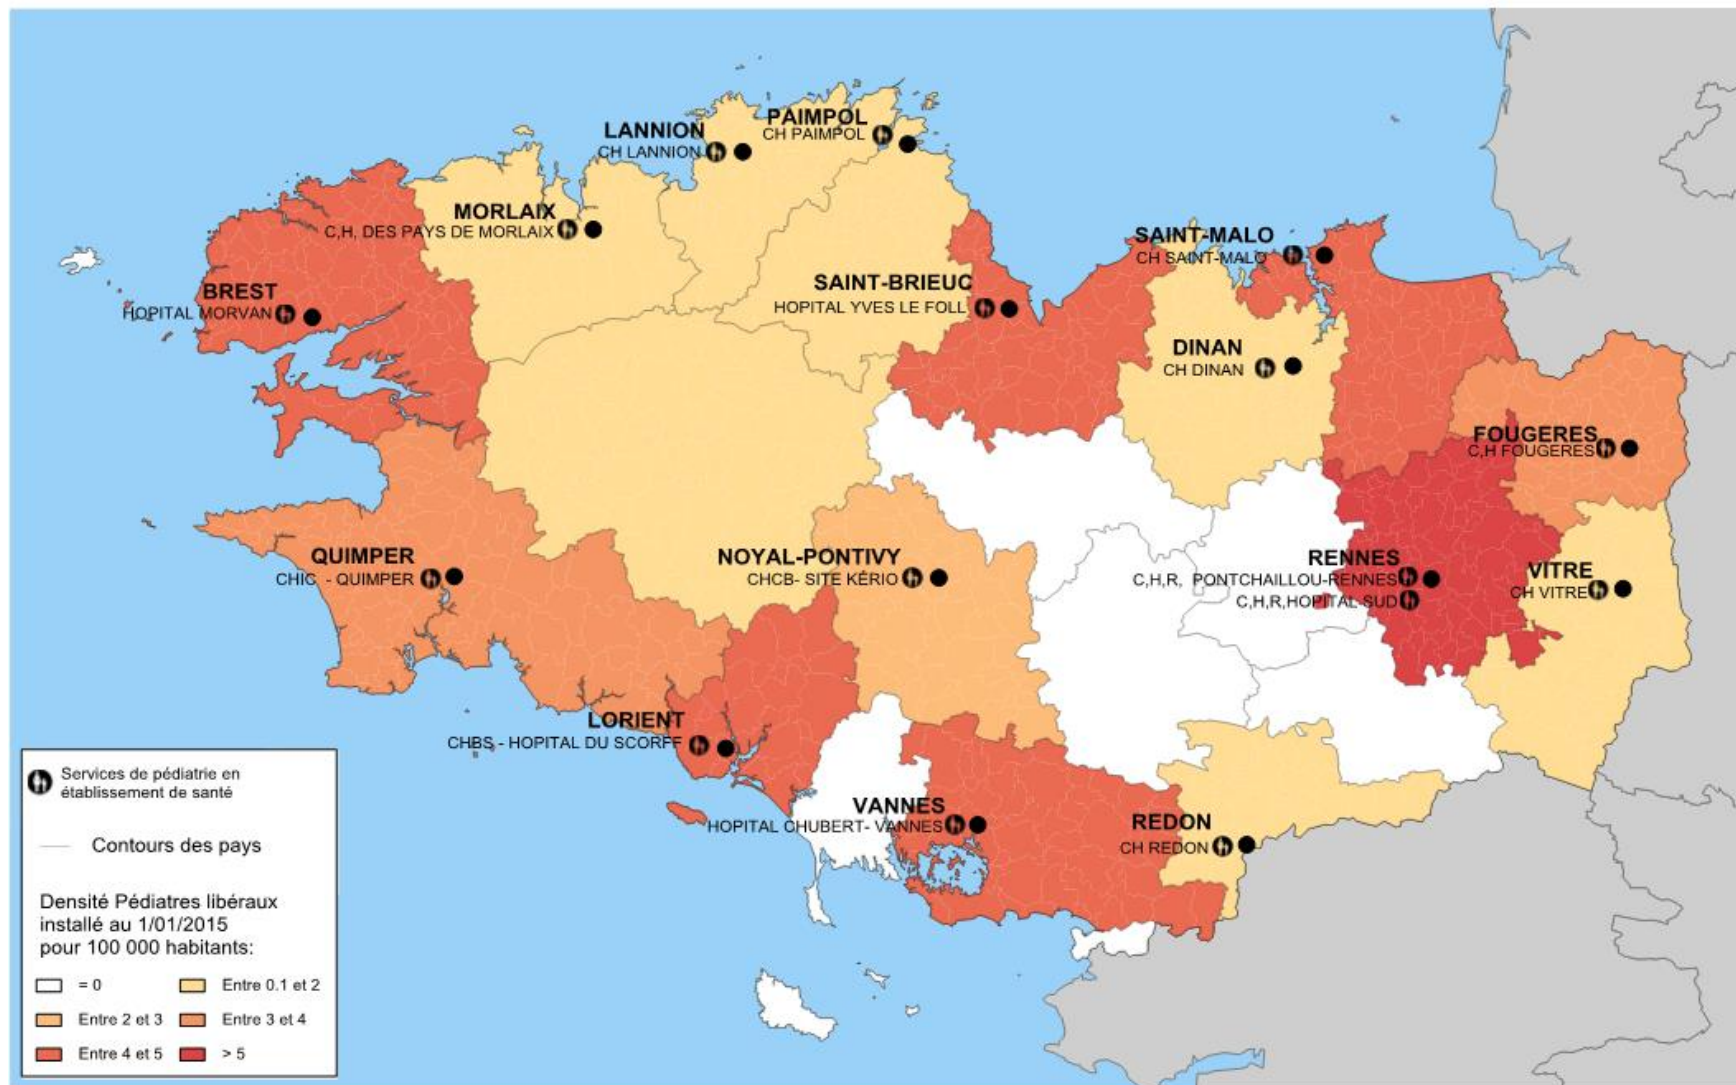 PAIMPOL
CH PAIMPOL
LANNION
CH LANNION
MORLAIX
C,H, DES PAYS DE MORLAIX
SAINT-MALO
CH SAINT-MALO
BREST
HOPITAL MORVAN
SAINT-BRIEUC
HOPITAL YVES LE FOLL
DINAN
CH DINAN
FOUGERES
C,H FOUGERES
QUIMPER
CHIC - QUIMPER
NOYAL-PONTIVY
CHCB- SITE KÉRIO
RENNES
C,H,R, PONTCHAILLOU-RENNES
C,H,R,HOPITAL SUD
VITRE
CH VITRE
LORIENT
CHBS - HOPITAL DU SCORFF
VANNES
HOPITAL CHUBERT- VANNES
REDON
CH REDON
Services de pédiatrie en
établissement de santé
Contours des pays
Densité Pédiatres libéraux
installé au 1/01/2015
pour 100 000 habitants:
= 0
Entre 0.1 et 2
Entre 2 et 3
Entre 3 et 4
Entre 4 et 5
> 5